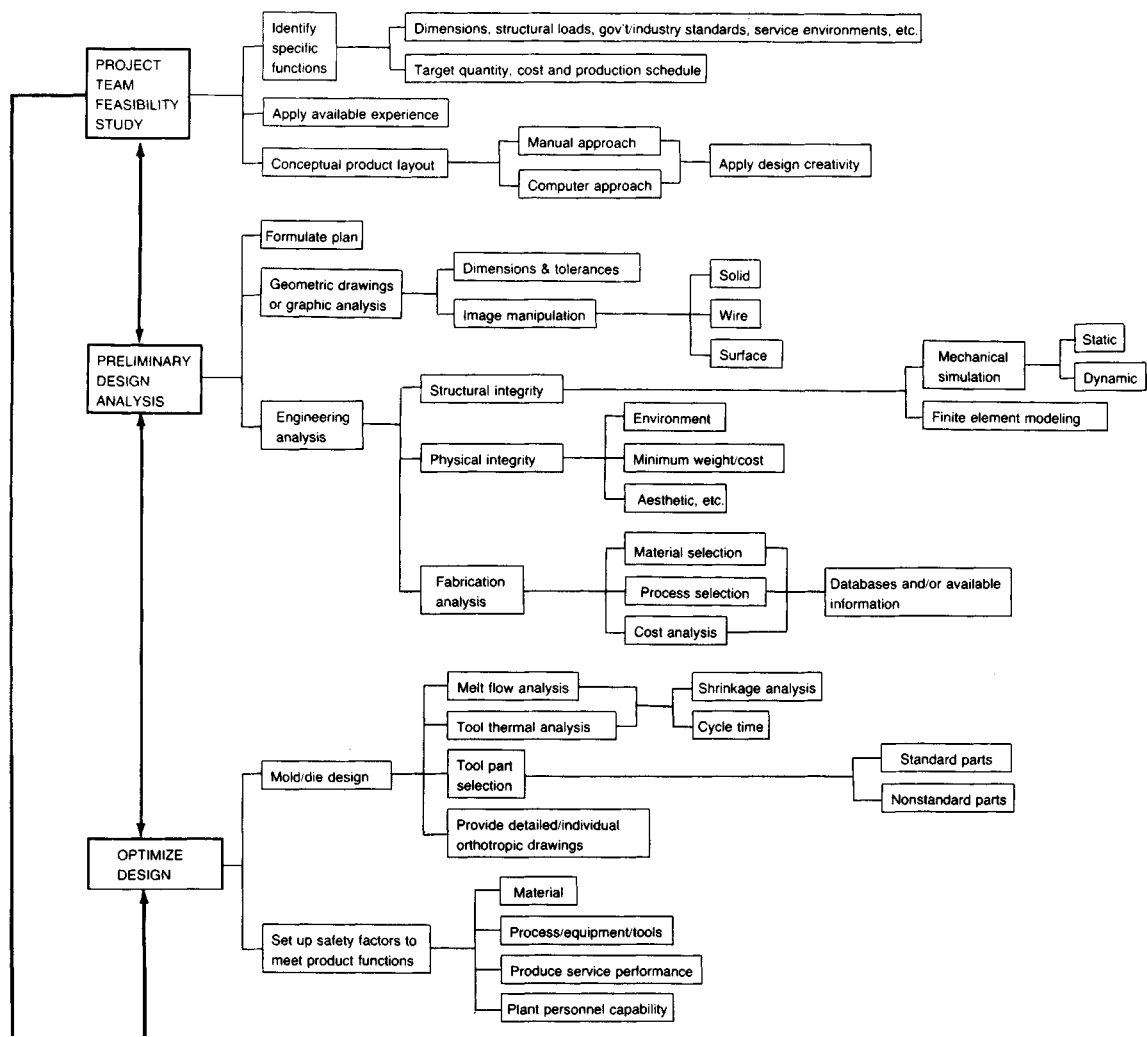 PROJECT
TEAM
FEASIBILITY
STUDY
Identify
specific
functions
Dimensions, structural loads, gov't/industry standards, service environments, etc.
Target quantity, cost and production schedule
Apply available experience
Conceptual product layout
Manual approach
Computer approach
Apply design creativity
PRELIMINARY
DESIGN
ANALYSIS
Formulate plan
Geometric drawings
or graphic analysis
Dimensions & tolerances
Image manipulation
Solid
Wire
Surface
Engineering
analysis
Structural integrity
Mechanical
simulation
Static
Dynamic
Finite element modeling
Physical integrity
Environment
Minimum weight/cost
Aesthetic, etc.
Fabrication
analysis
Material selection
Process selection
Cost analysis
Databases and/or available
information
OPTIMIZE
DESIGN
Mold/die design
Melt flow analysis
Tool thermal analysis
Shrinkage analysis
Cycle time
Tool part
selection
Standard parts
Nonstandard parts
Provide detailed/individual
orthotropic drawings
Set up safety factors to
meet product functions
Material
Process/equipment/tools
Produce service performance
Plant personnel capability